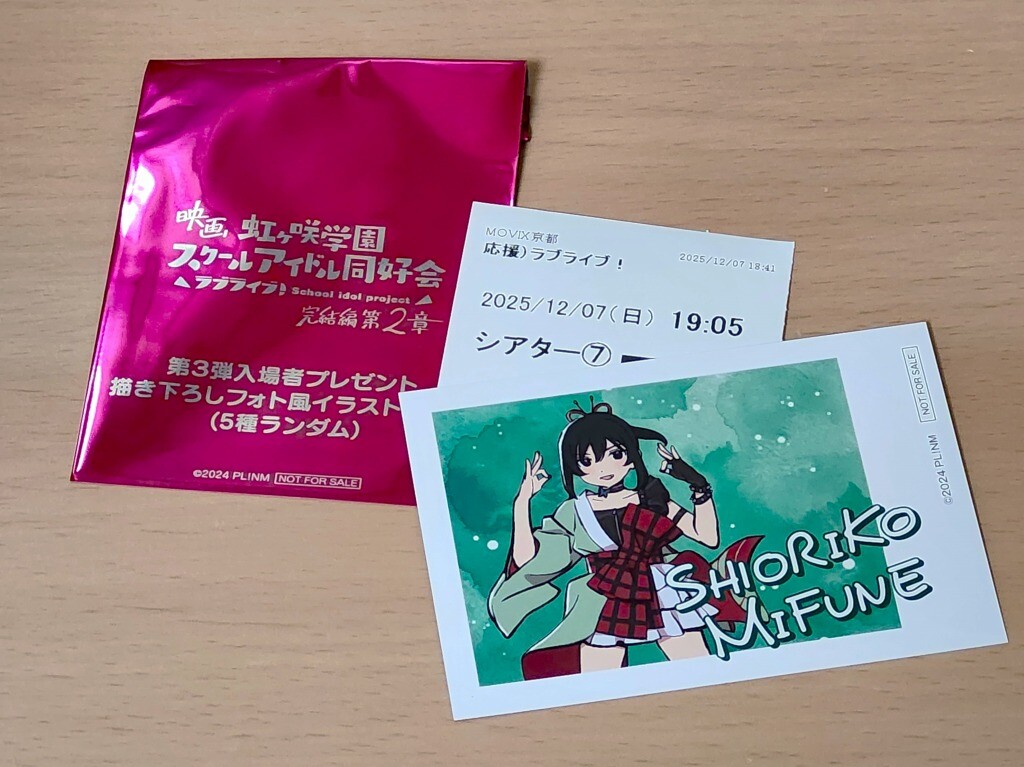 映画 虹ヶ咲学園
スクールアイドル同好会
ラブライブ! School idol project
完結編 第2章
第3弾入場者プレゼント
描き下ろしフォト風イラスト
(5種ランダム)
©2024 PL!NM NOT FOR SALE
MOVIX京都
応援)ラブライブ!
2025/12/07 18:41
2025/12/07(日) 19:05
シアター⑦
SHIORIKO
MIFUNE
©2024 PL!NM NOT FOR SALE